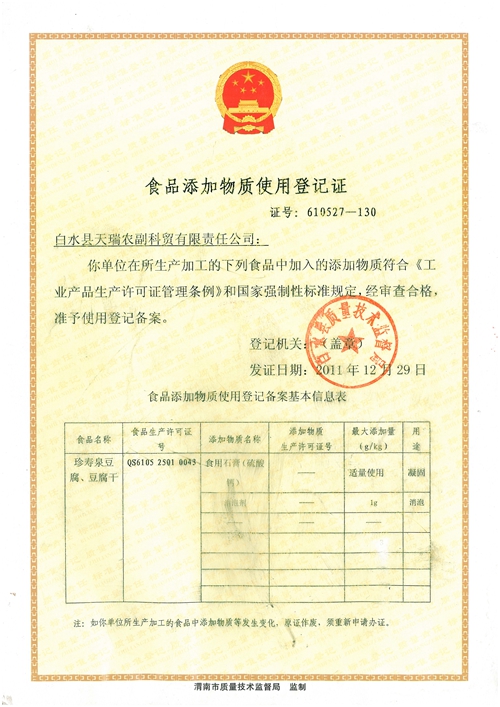 食品添加物质使用登记证
证号：610527—130
白水县天瑞农副科贸有限责任公司：
你单位在所生产加工的下列食品中加入的添加物质符合《工
业产品生产许可证管理条例》和国家强制性标准规定，经审查合格，
准予使用登记备案。
登记机关：（盖章）
白水县质量技术监督局
发证日期：2011 年 12 月 29 日
食品添加物质使用登记备案基本信息表
食品名称 食品生产许可证号 添加物质名称 添加物质生产许可证号 最大添加量（g/kg） 用途
珍寿泉豆腐、豆腐干 QS6105 2501 0043 食用石膏（硫酸钙） —— 适量使用 凝固
消泡剂 —— 1g 消泡
—— ——
注：如你单位所生产加工的食品中添加物质等发生变化，原证作废，须重新申请办证。
渭南市质量技术监督局 监制